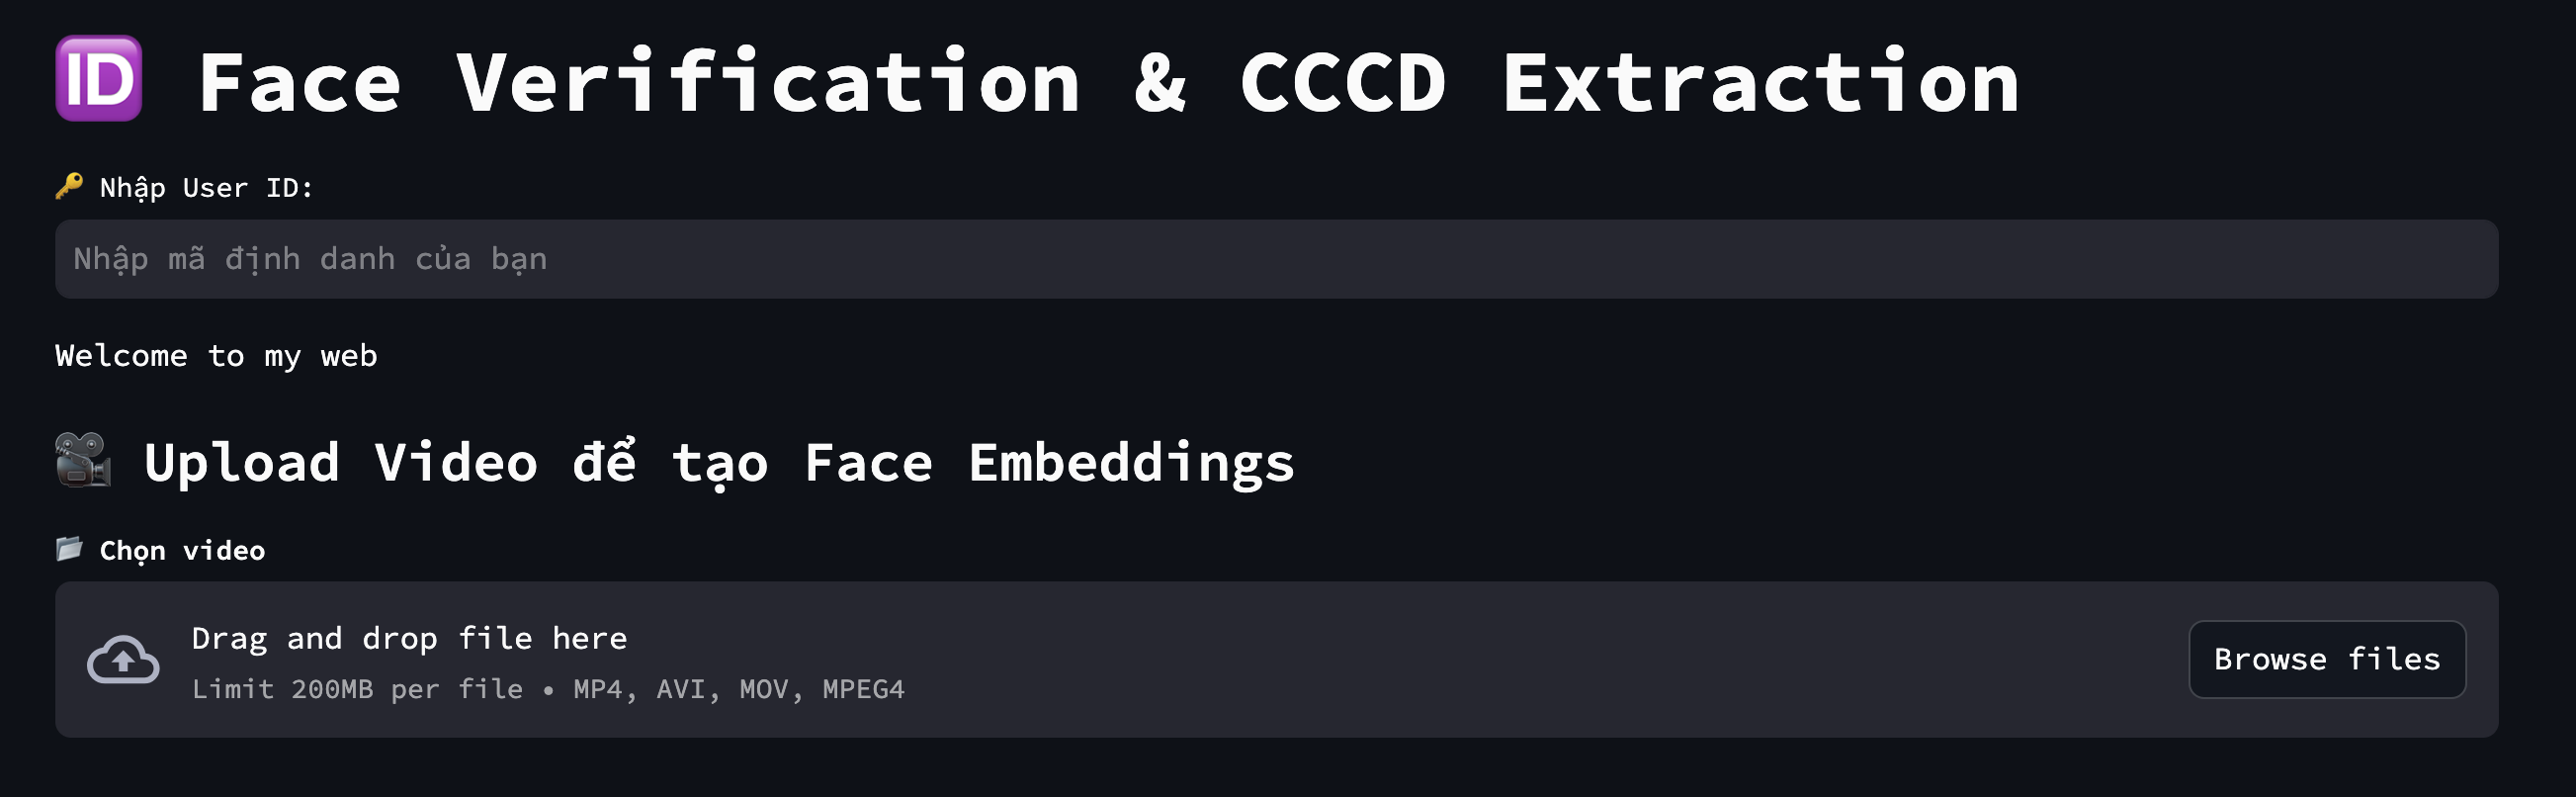 🆔 Face Verification & CCCD Extraction
🔑 Nhập User ID:
Nhập mã định danh của bạn
Welcome to my web
🎥 Upload Video để tạo Face Embeddings
📂 Chọn video
Drag and drop file here
Limit 200MB per file • MP4, AVI, MOV, MPEG4
Browse files